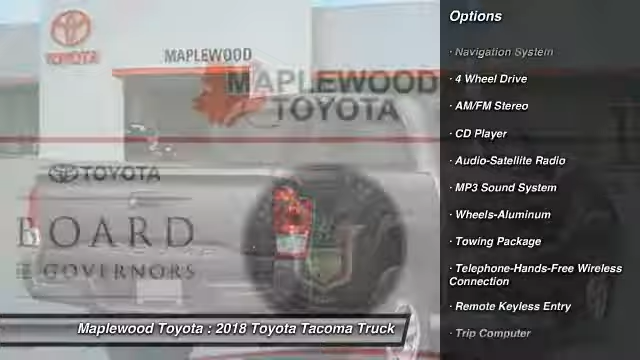 Options
· Navigation System
· 4 Wheel Drive
· AM/FM Stereo
· CD Player
· Audio-Satellite Radio
· MP3 Sound System
· Wheels-Aluminum
· Towing Package
· Telephone-Hands-Free Wireless
Connection
· Remote Keyless Entry
· Trip Computer
TOYOTA
MAPLEWOOD
MAPLEWOOD
TOYOTA
TOYOTA
BOARD
GOVERNORS
Maplewood Toyota : 2018 Toyota Tacoma Truck